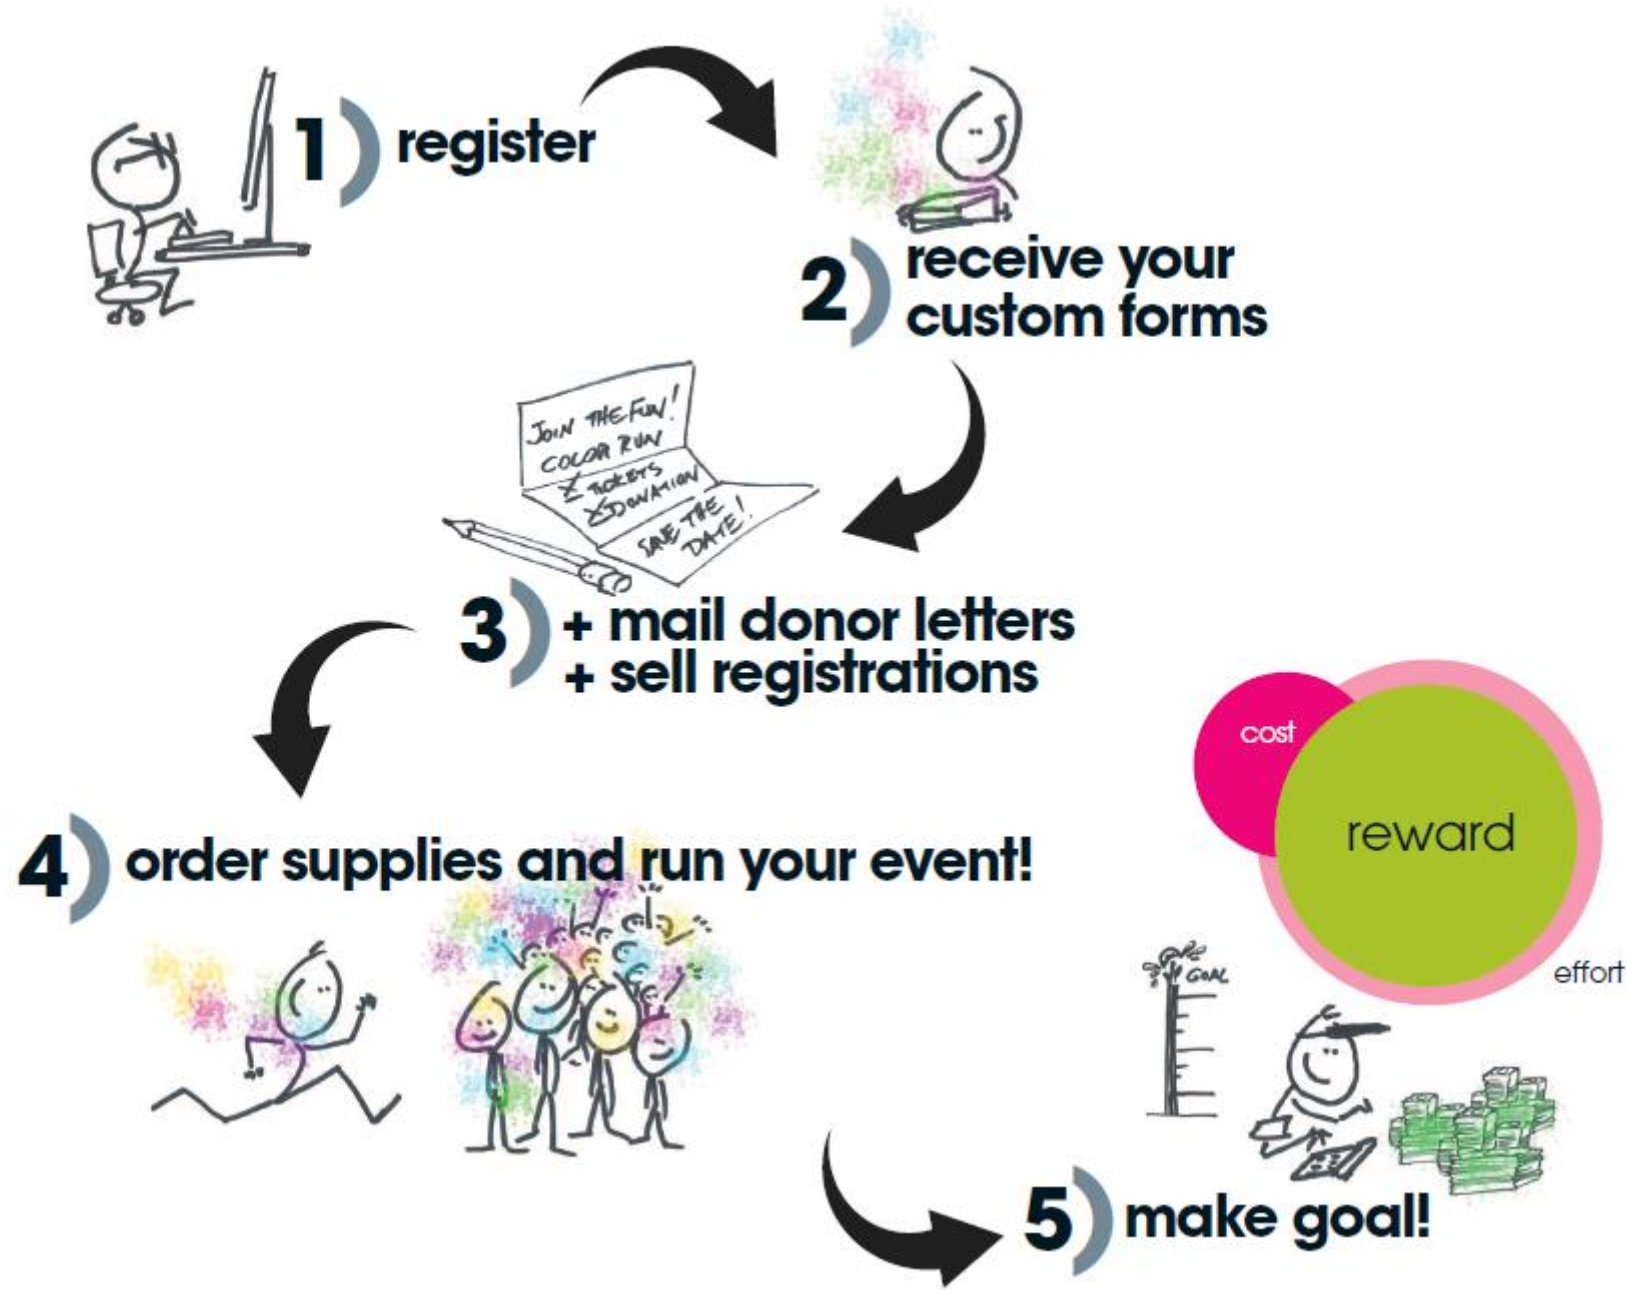 1) register
2) receive your
custom forms
JOIN THE FUN!
COLOR RUN
X TICKETS
X DONATION
SAVE THE
DATE!
3) + mail donor letters
+ sell registrations
4) order supplies and run your event!
cost
reward
effort
GOAL
5) make goal!